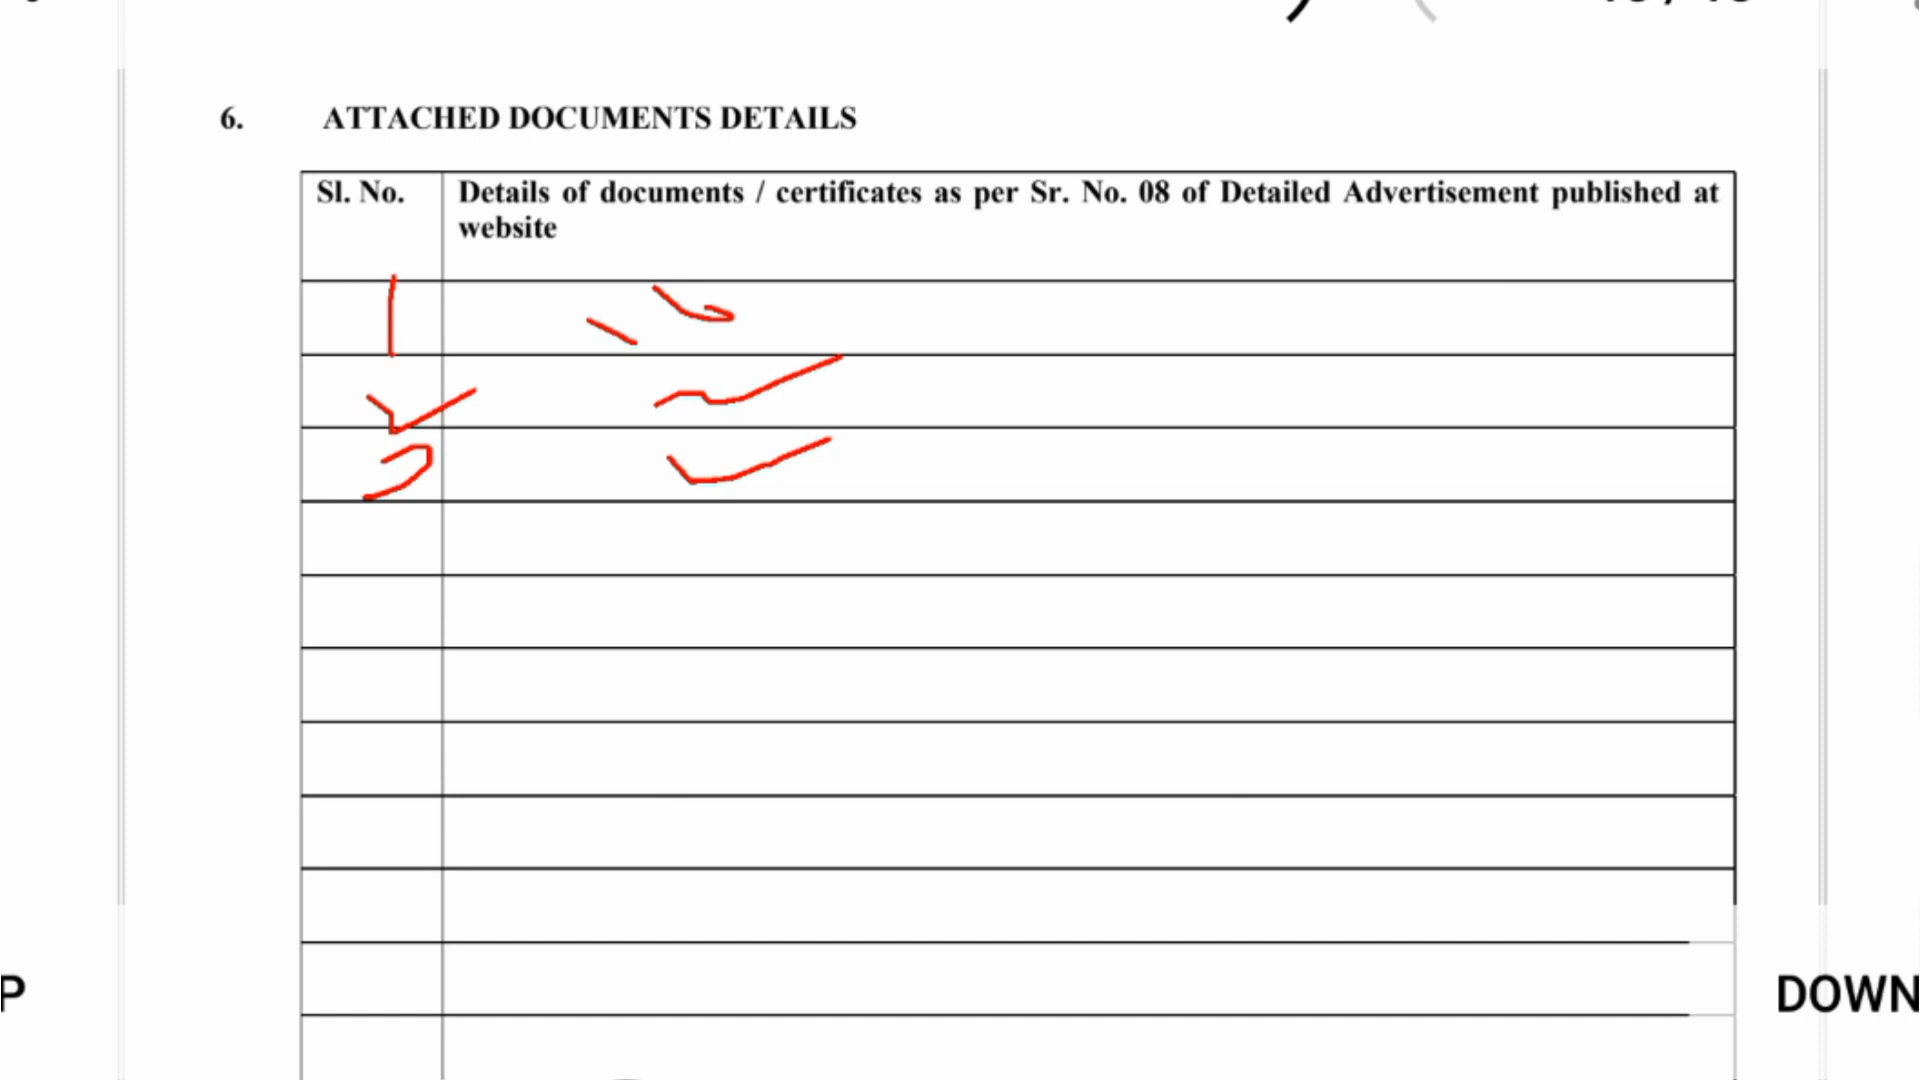 6. ATTACHED DOCUMENTS DETAILS
Sl. No. Details of documents / certificates as per Sr. No. 08 of Detailed Advertisement published at
website
1
DOWN